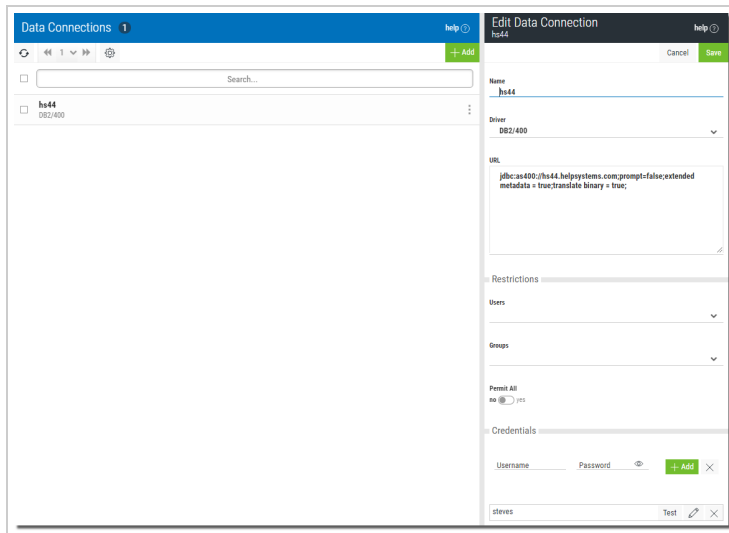 Data Connections 1
help ?
1
+ Add
Search...
hs44
DB2/400
Edit Data Connection
hs44
help ?
Cancel
Save
Name
hs44
Driver
DB2/400
URL
jdbc:as400://hs44.helpsystems.com;prompt=false;extended
metadata = true;translate binary = true;
Restrictions
Users
Groups
Permit All
no yes
Credentials
Username
Password
+ Add
steves
Test